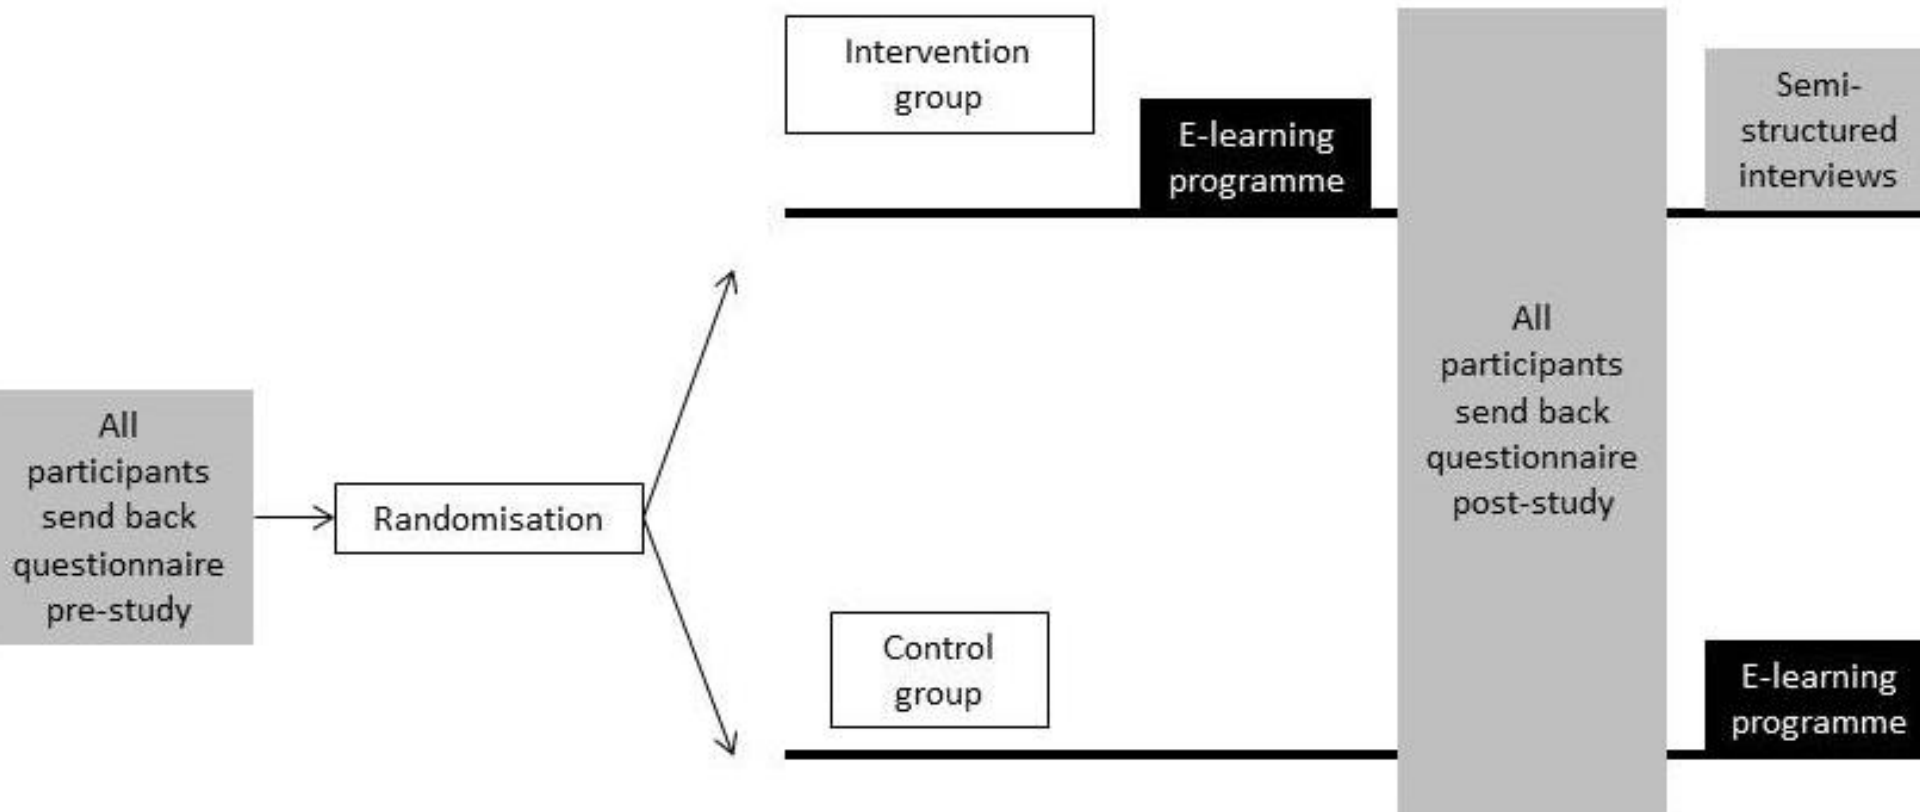 All
participants
send back
questionnaire
pre-study
Randomisation
Intervention
group
E-learning
programme
Control
group
All
participants
send back
questionnaire
post-study
Semi-
structured
interviews
E-learning
programme